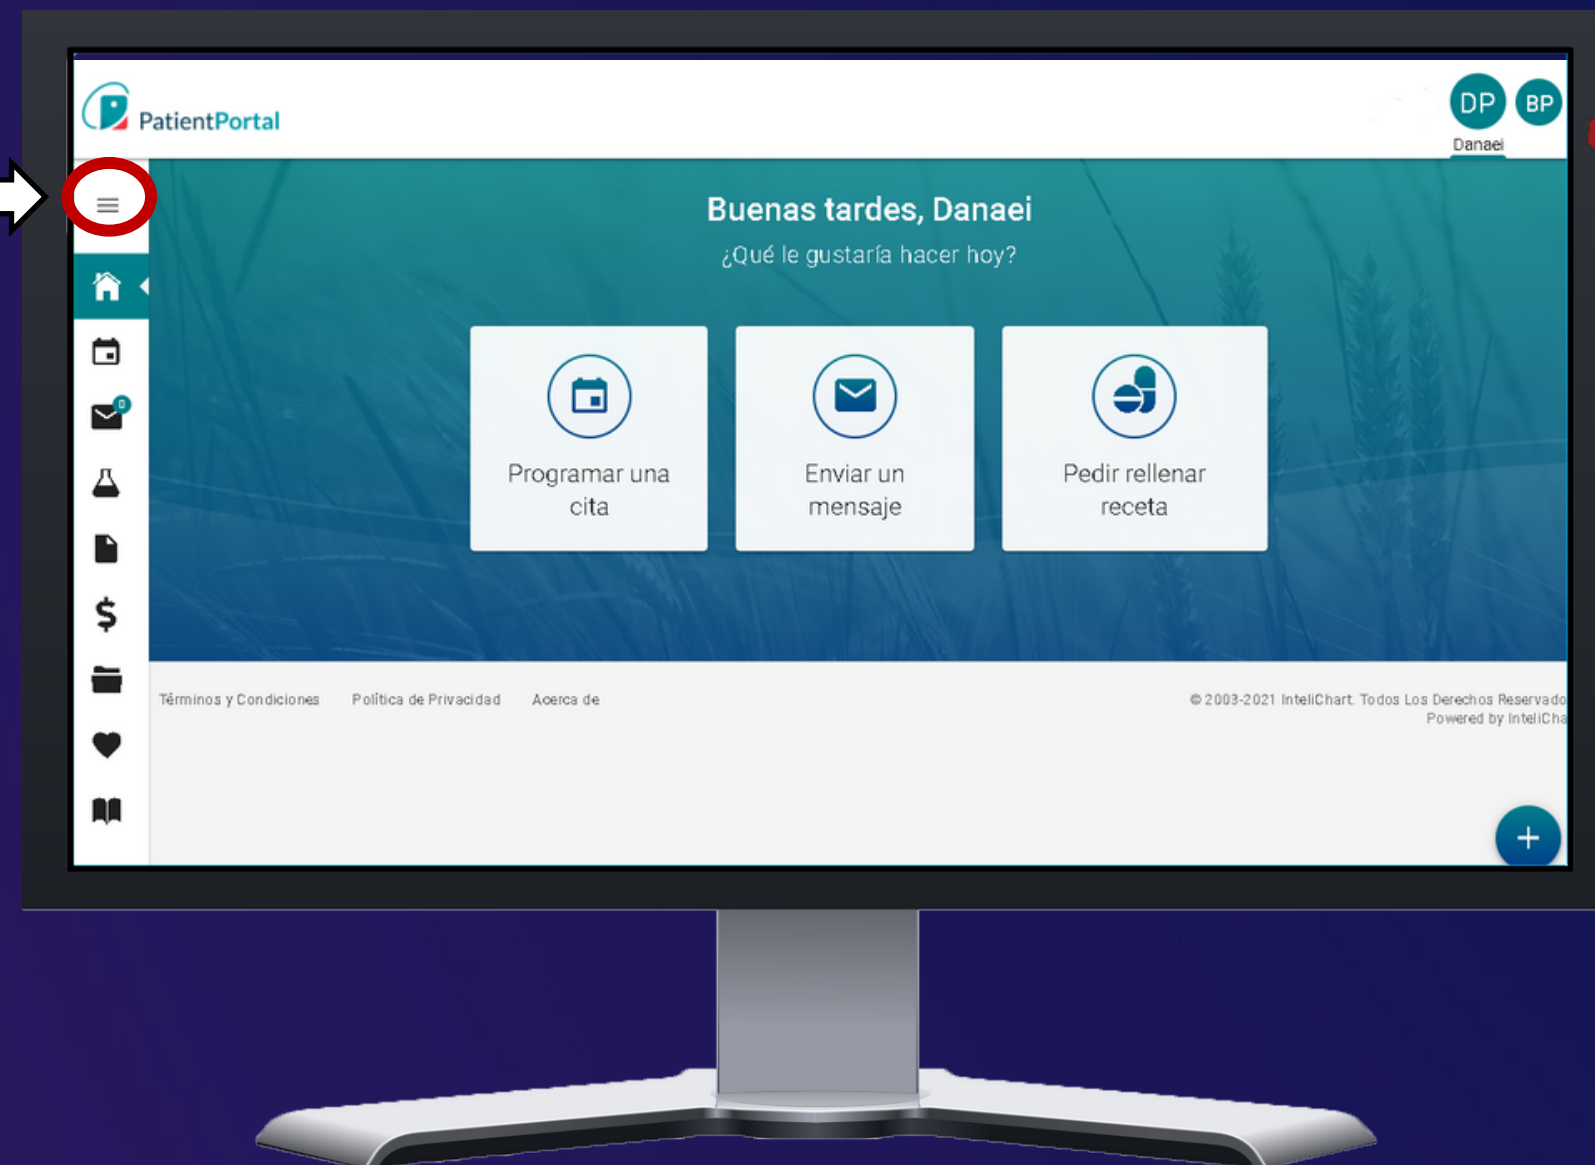 PatientPortal
DP BP
Danaei
Buenas tardes, Danaei
¿Qué le gustaría hacer hoy?
Programar una
cita
Enviar un
mensaje
Pedir rellenar
receta
0
$
Términos y Condiciones Política de Privacidad Acerca de
© 2003-2021 InteliChart. Todos Los Derechos Reservado
Powered by InteliCha